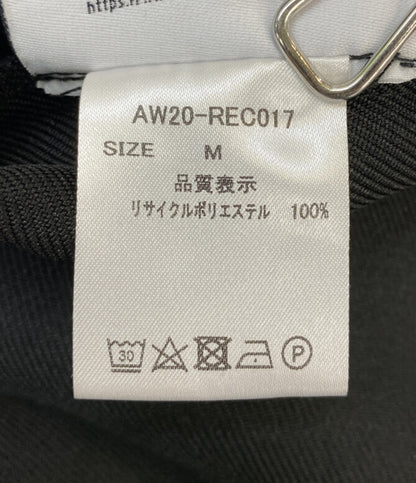 https://
AW20-REC017
SIZE M
品質表示
リサイクルポリエステル 100%
30 P